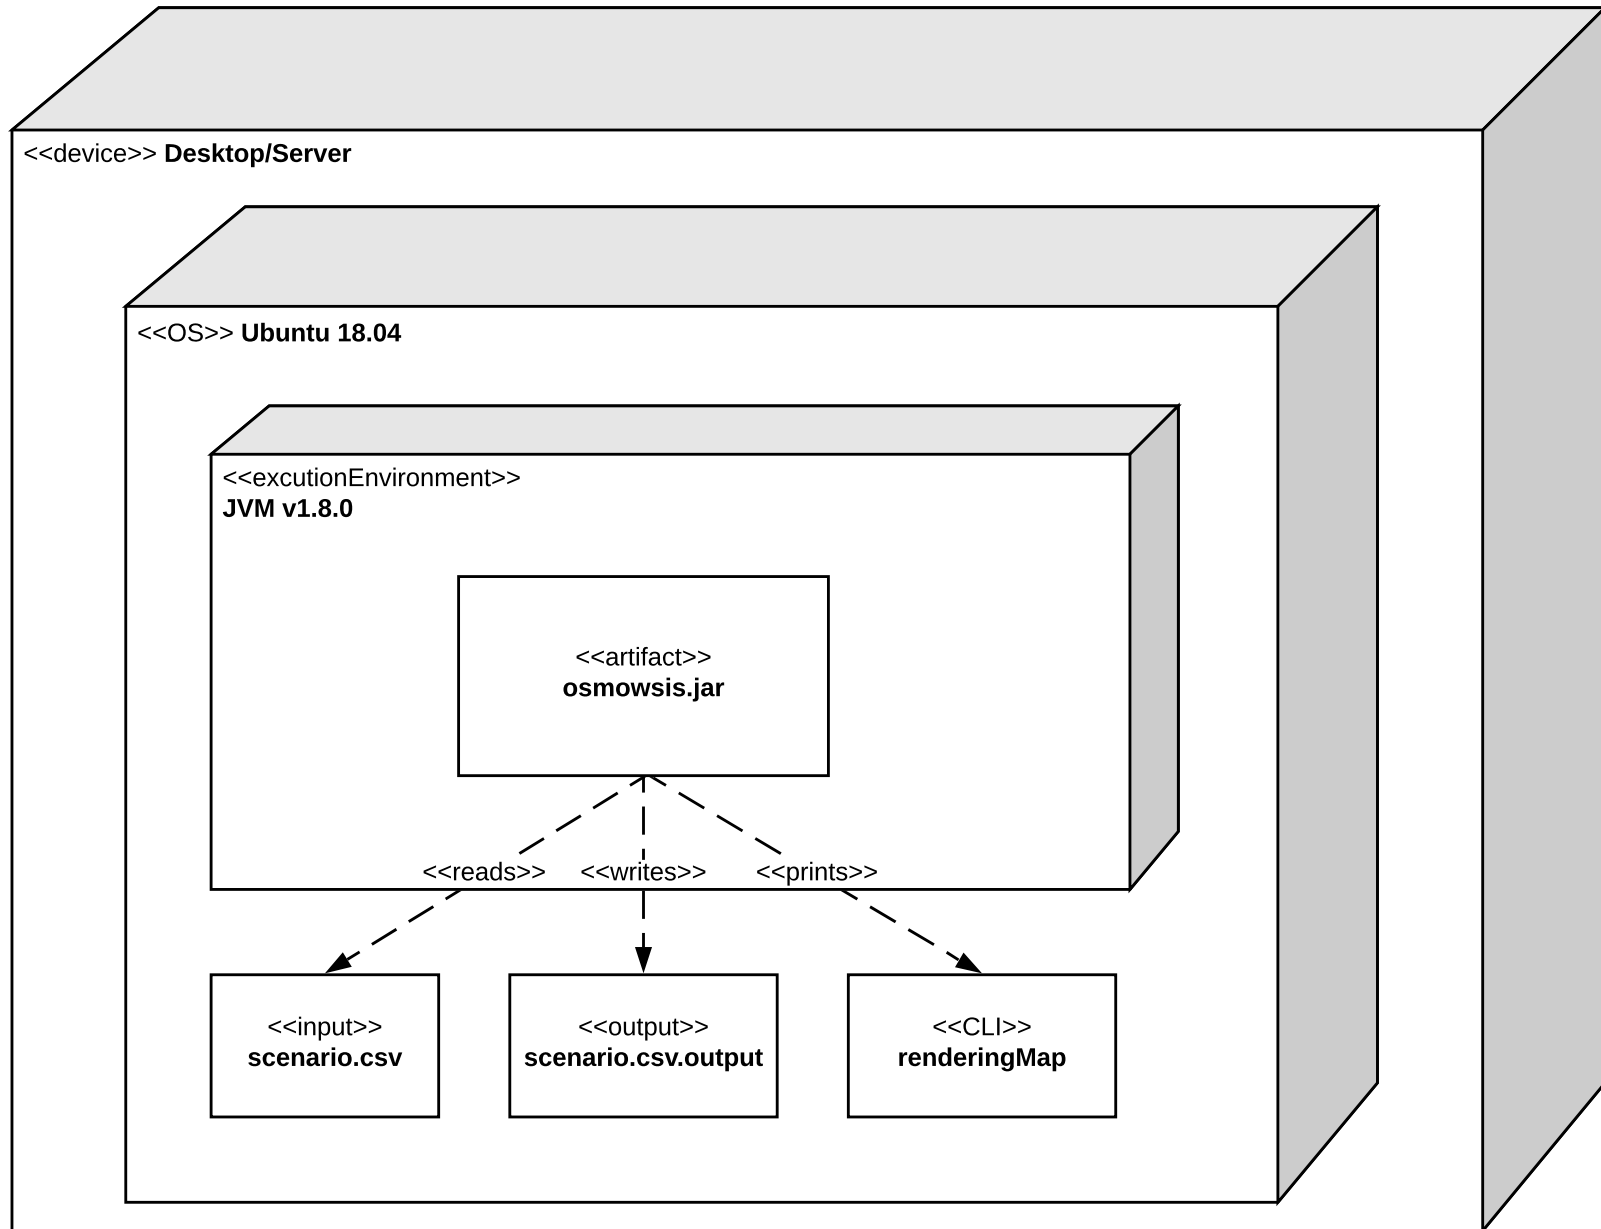 <<device>> Desktop/Server
<<OS>> Ubuntu 18.04
<<excutionEnvironment>>
JVM v1.8.0
<<artifact>>
osmowsis.jar
<<reads>> <<writes>> <<prints>>
<<input>>
scenario.csv
<<output>>
scenario.csv.output
<<CLI>>
renderingMap